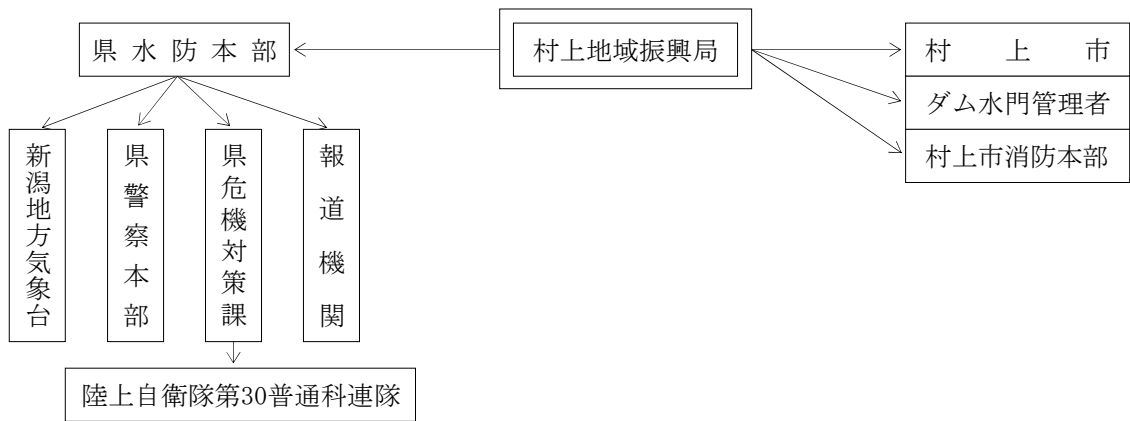 県水防本部
村上地域振興局
村上市
ダム水門管理者
村上市消防本部
新潟地方気象台
県警察本部
県危機対策課
報道機関
陸上自衛隊第30普通科連隊